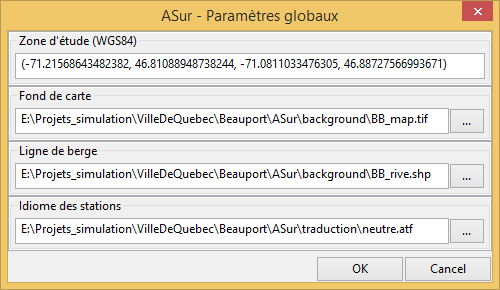 ASur - Paramètres globaux
Zone d'étude (WGS84)
(-71.21568643482382, 46.81088948738244, -71.0811033476305, 46.88727566993671)
Fond de carte
E:\Projets_simulation\VilleDeQuebec\Beauport\ASur\background\BB_map.tif
...
Ligne de berge
E:\Projets_simulation\VilleDeQuebec\Beauport\ASur\background\BB_rive.shp
...
Idiome des stations
E:\Projets_simulation\VilleDeQuebec\Beauport\ASur\traduction\neutre.atf
...
OK
Cancel